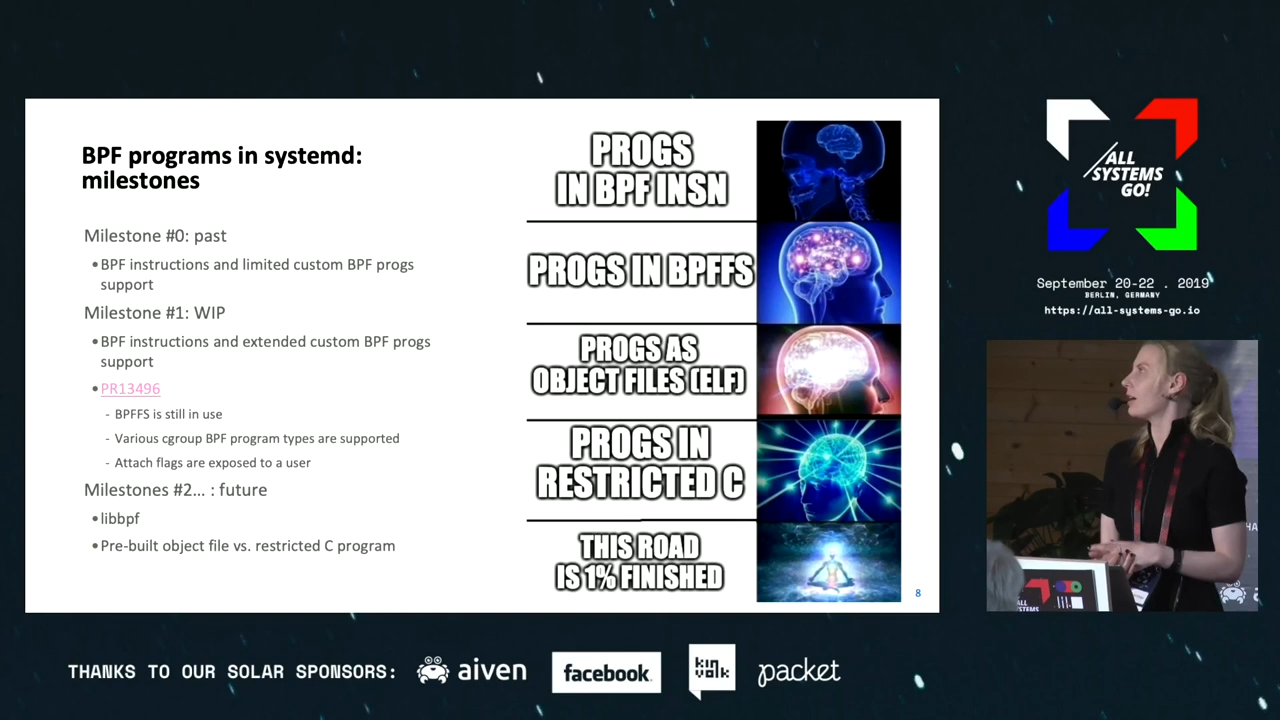 BPF programs in systemd:
milestones
Milestone #0: past
•BPF instructions and limited custom BPF progs
support
Milestone #1: WIP
•BPF instructions and extended custom BPF progs
support
•PR13496
- BPFFS is still in use
- Various cgroup BPF program types are supported
- Attach flags are exposed to a user
Milestones #2... : future
•libbpf
•Pre-built object file vs. restricted C program
PROGS
IN BPF INSN
PROGS IN BPFFS
PROGS AS
OBJECT FILES (ELF)
PROGS IN
RESTRICTED C
THIS ROAD
IS 1% FINISHED
8
ALL
SYSTEMS
GO!
September 20-22 . 2019
BERLIN, GERMANY
https://all-systems-go.io
ALL
THANKS TO OUR SOLAR SPONSORS:
aiven
facebook
kinvolk
packet